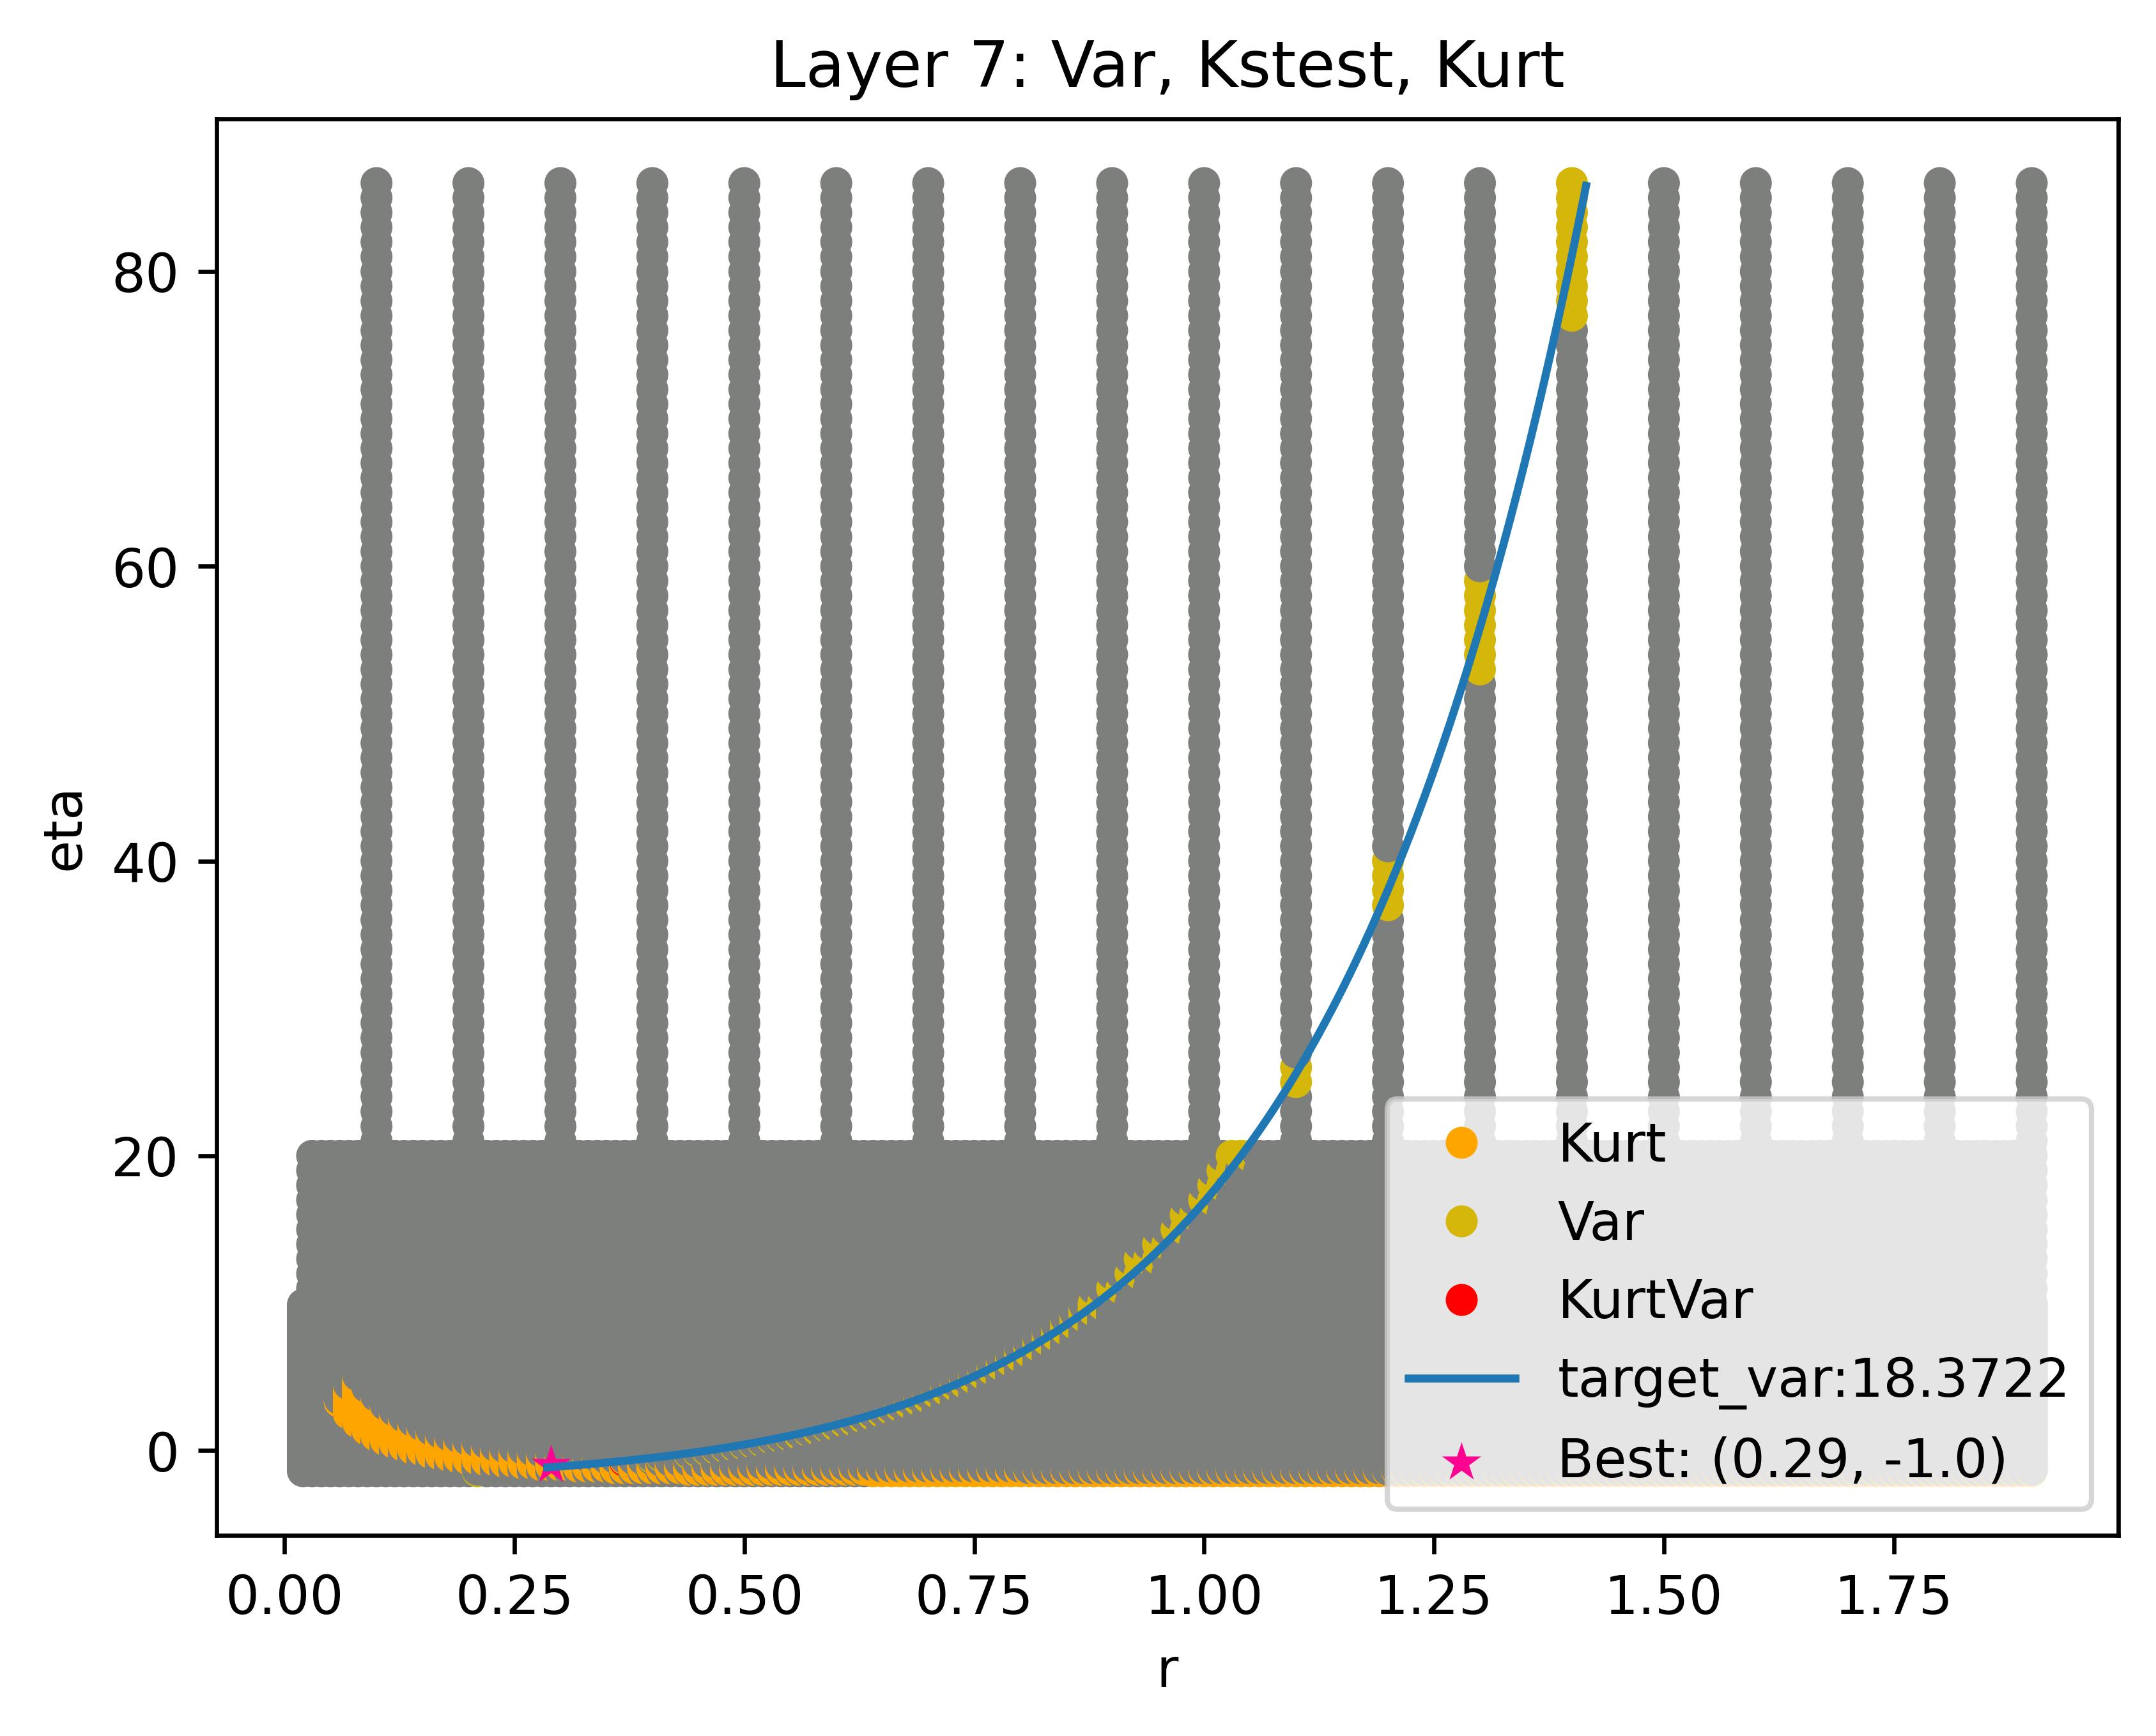 Layer 7: Var, Kstest, Kurt
80
60
40
20
0
eta
Kurt
Var
KurtVar
target_var:18.3722
Best: (0.29, -1.0)
0.00 0.25 0.50 0.75 1.00 1.25 1.50 1.75
r